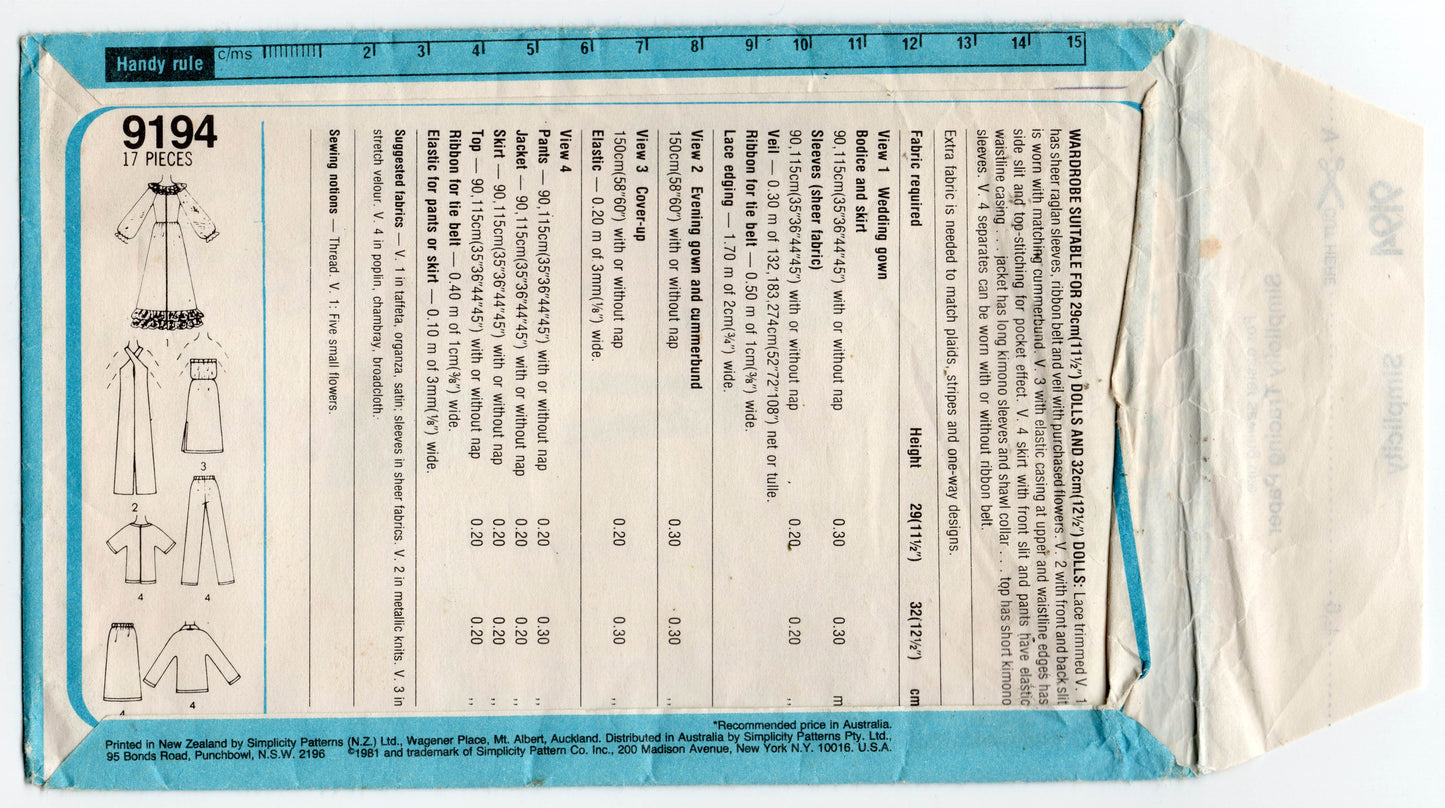 Handy rule c/ms 2 3 4 5 6 7 8 9 10 11 12 13 14 15
9194
17 PIECES
1
2
3
4
4
4
4
WARDROBE SUITABLE FOR 29cm(11½″) DOLLS AND 32cm(12½″) DOLLS: Lace trimmed V. 1
has sheer raglan sleeves, ribbon belt and veil with purchased flowers. V. 2 with front and back slit
is worn with matching cummerbund. V. 3 with elastic casing at upper and waistline edges has
side slit and top-stitching for pocket effect. V. 4 skirt with front slit and pants have elastic
waistline casing . . . jacket has long kimono sleeves and shawl collar . . . top has short kimono
sleeves. V. 4 separates can be worn with or without ribbon belt.
Extra fabric is needed to match plaids, stripes and one-way designs.
Fabric required Height 29(11½″) 32(12½″) cm
View 1 Wedding gown
Bodice and skirt
90,115cm(35″36″44″45″) with or without nap 0.30 0.30 m
Sleeves (sheer fabric)
90,115cm(35″36″44″45″) with or without nap 0.20 0.20 ,,
Veil — 0.30 m of 132,183,274cm(52″72″108″) net or tulle.
Ribbon for tie belt — 0.50 m of 1cm(⅜″) wide.
Lace edging — 1.70 m of 2cm(¾″) wide.
View 2 Evening gown and cummerbund
150cm(58″60″) with or without nap 0.30 0.30 ,,
View 3 Cover-up
150cm(58″60″) with or without nap 0.20 0.30 ,,
Elastic — 0.20 m of 3mm(⅛″) wide.
View 4
Pants — 90,115cm(35″36″44″45″) with or without nap 0.20 0.30 ,,
Jacket — 90,115cm(35″36″44″45″) with or without nap 0.20 0.20 ,,
Skirt — 90,115cm(35″36″44″45″) with or without nap 0.20 0.20 ,,
Top — 90,115cm(35″36″44″45″) with or without nap 0.20 0.20 ,,
Ribbon for tie belt — 0.40 m of 1cm(⅜″) wide.
Elastic for pants or skirt — 0.10 m of 3mm(⅛″) wide.
Suggested fabrics — V. 1 in taffeta, organza, satin; sleeves in sheer fabrics. V. 2 in metallic knits. V. 3 in
stretch velour. V. 4 in poplin, chambray, broadcloth.
Sewing notions — Thread. V. 1: Five small flowers.
*Recommended price in Australia.
Printed in New Zealand by Simplicity Patterns (N.Z.) Ltd., Wagener Place, Mt. Albert, Auckland. Distributed in Australia by Simplicity Patterns Pty. Ltd.,
95 Bonds Road, Punchbowl, N.S.W. 2196 ©1981 and trademark of Simplicity Pattern Co. Inc., 200 Madison Avenue, New York N.Y. 10016. U.S.A.